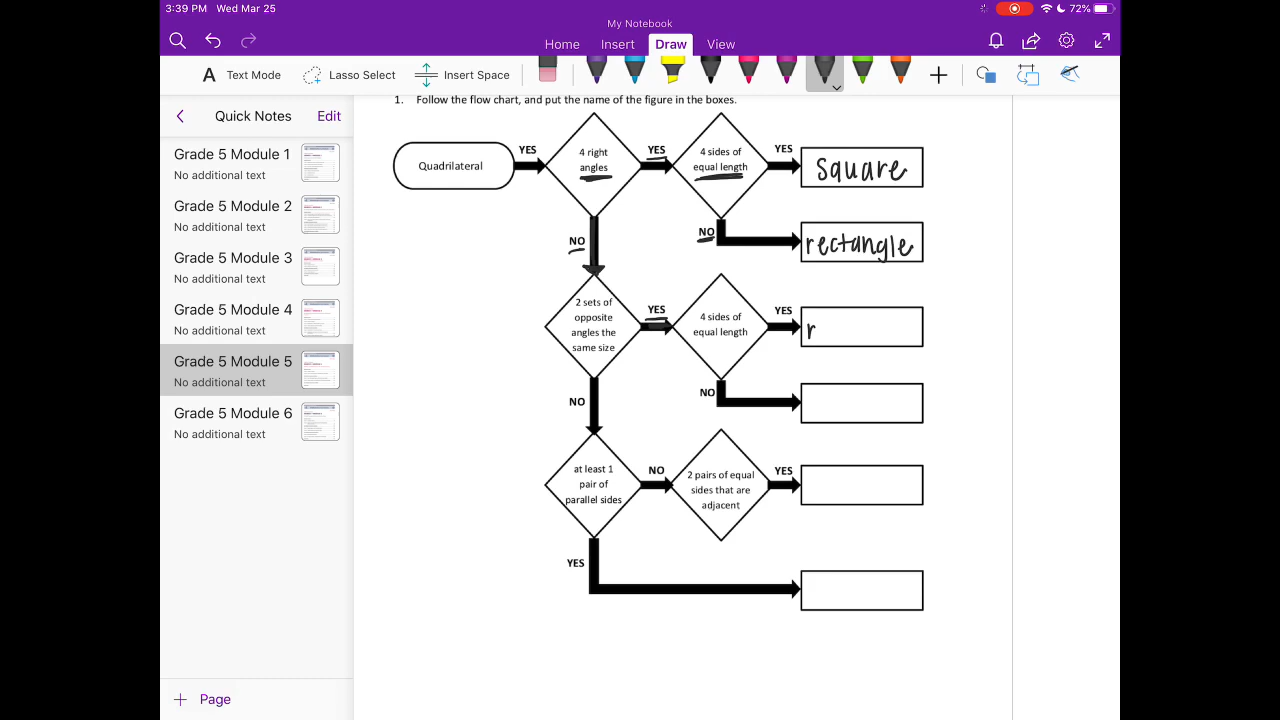 3:39 PM Wed Mar 25
72%
My Notebook
Home Insert Draw View
Text Mode Lasso Select Insert Space
Quick Notes Edit
Grade 5 Module 1
No additional text
Grade 5 Module 2
No additional text
Grade 5 Module 3
No additional text
Grade 5 Module 4
No additional text
Grade 5 Module 5
No additional text
Grade 5 Module 6
No additional text
Page
1. Follow the flow chart, and put the name of the figure in the boxes.
Quadrilateral
YES
4 right
angles
YES
4 sides of
equal length
YES
Square
NO
rectangle
NO
2 sets of
opposite
angles the
same size
YES
4 sides of
equal length
YES
r
NO
NO
at least 1
pair of
parallel sides
NO
2 pairs of equal
sides that are
adjacent
YES
YES